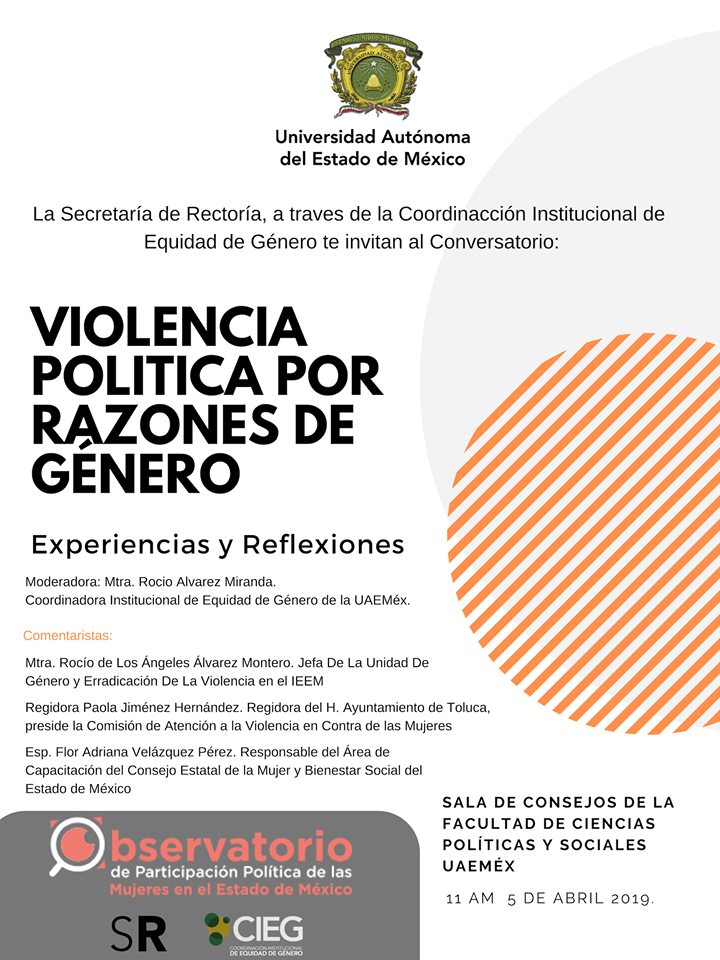 ESTADOS UNIDOS MEXICANOS
Universidad Autónoma
del Estado de México
La Secretaría de Rectoría, a traves de la Coordinacción Institucional de
Equidad de Género te invitan al Conversatorio:
VIOLENCIA
POLITICA POR
RAZONES DE
GÉNERO
Experiencias y Reflexiones
Moderadora: Mtra. Rocio Alvarez Miranda.
Coordinadora Institucional de Equidad de Género de la UAEMéx.
Comentaristas:
Mtra. Rocío de Los Ángeles Álvarez Montero. Jefa De La Unidad De
Género y Erradicación De La Violencia en el IEEM
Regidora Paola Jiménez Hernández. Regidora del H. Ayuntamiento de Toluca,
preside la Comisión de Atención a la Violencia en Contra de las Mujeres
Esp. Flor Adriana Velázquez Pérez. Responsable del Área de
Capacitación del Consejo Estatal de la Mujer y Bienestar Social del
Estado de México
SALA DE CONSEJOS DE LA
FACULTAD DE CIENCIAS
POLÍTICAS Y SOCIALES
UAEMÉX
11 AM 5 DE ABRIL 2019.
Observatorio
de Participación Política de las
Mujeres en el Estado de México
SR
CIEG
COORDINACIÓN INSTITUCIONAL
DE EQUIDAD DE GÉNERO